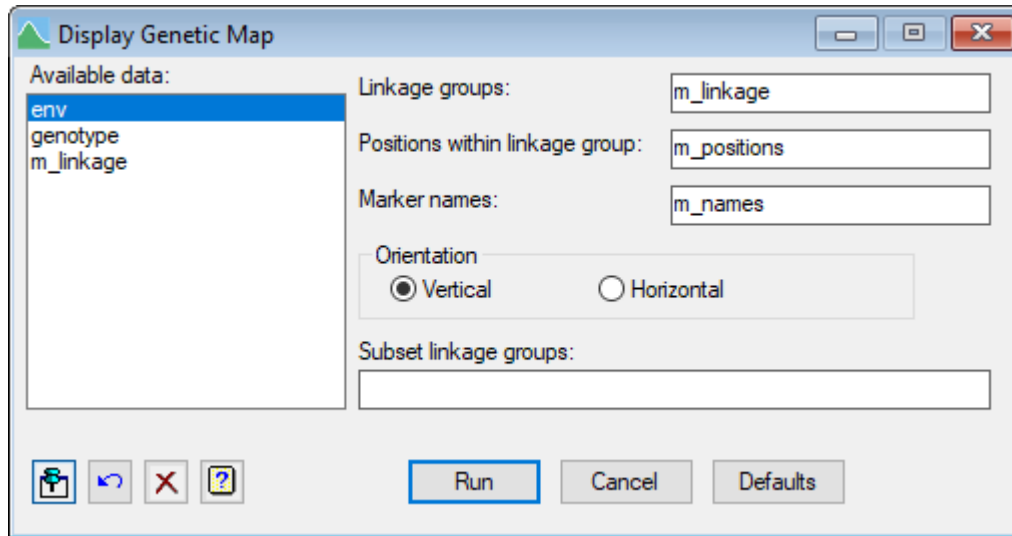 Display Genetic Map
Available data:
env
genotype
m_linkage
Linkage groups:
m_linkage
Positions within linkage group:
m_positions
Marker names:
m_names
Orientation
Vertical
Horizontal
Subset linkage groups:
?
Run
Cancel
Defaults